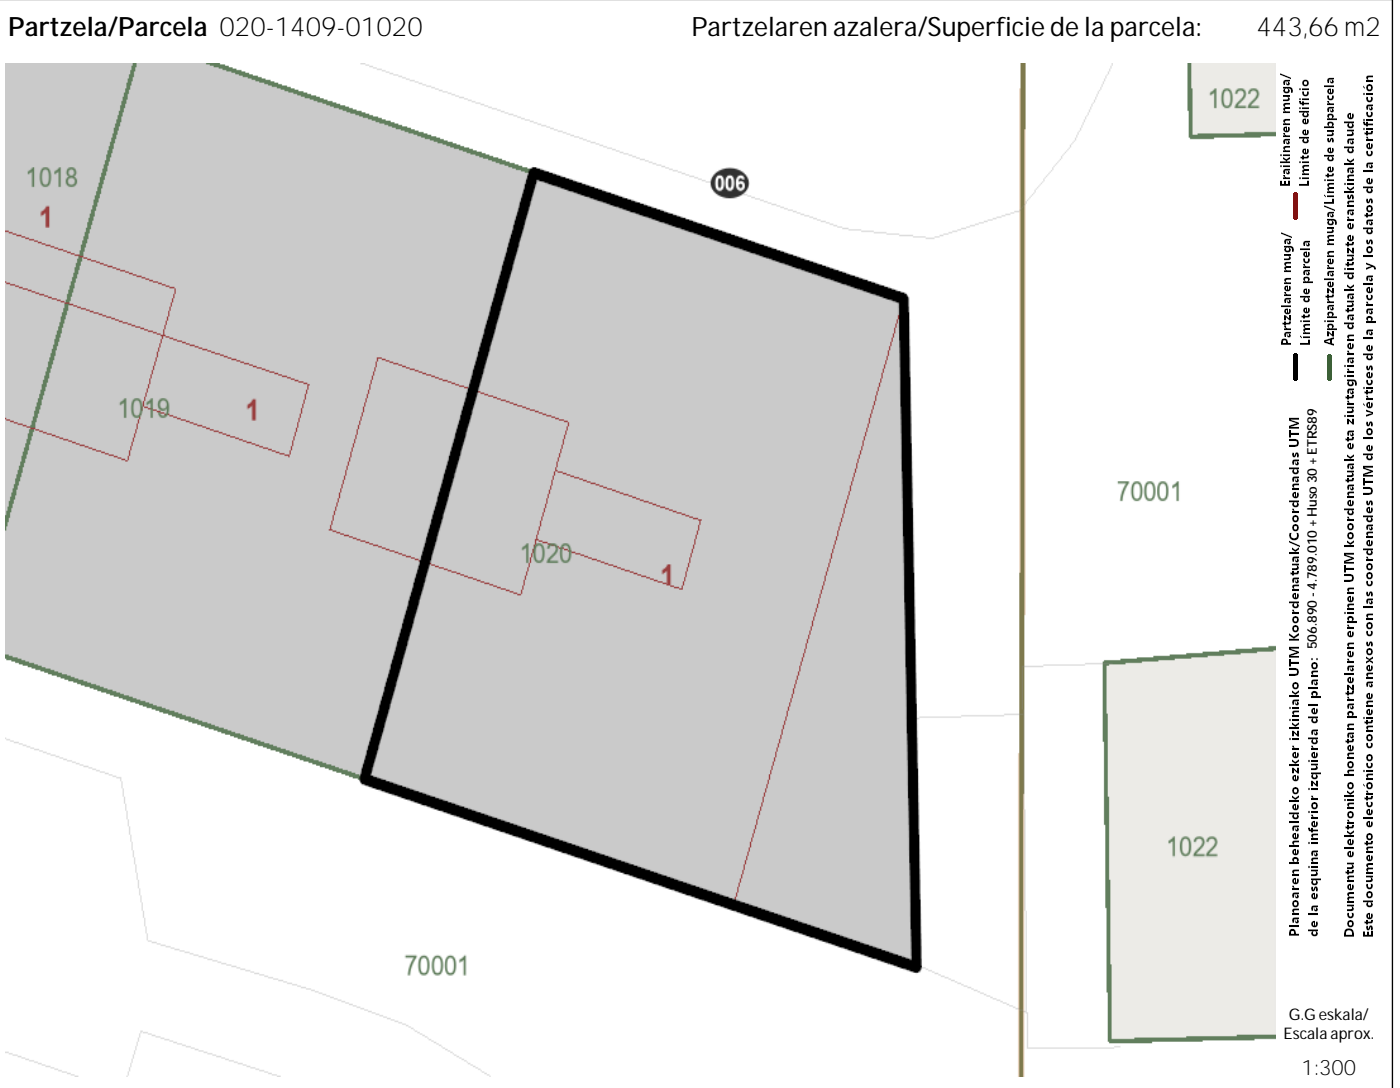 Partzela/Parcela 020-1409-01020
Partzelaren azalera/Superficie de la parcela: 443,66 m2
1018
1
1019
1
1020
1
006
1022
70001
1022
70001
Eraikinaren muga/
Limite de edificio
Partzelaren muga/
Limite de parcela
Azpipartzelaren muga/Limite de subparcela
Planoaren behealdeko ezker izkiniako UTM Koordenatuak/Coordenadas UTM
de la esquina inferior izquierda del plano: 506.890 - 4.789.010 + Huso 30 + ETRS89
Documentu elektroniko honetan partzelaren erpinen UTM koordenatuak eta ziurtagiriaren datuak dituzte eranskinak daude
Este documento electrónico contiene anexos con las coordenades UTM de los vértices de la parcela y los datos de la certificación
G.G eskala/
Escala aprox.
1:300